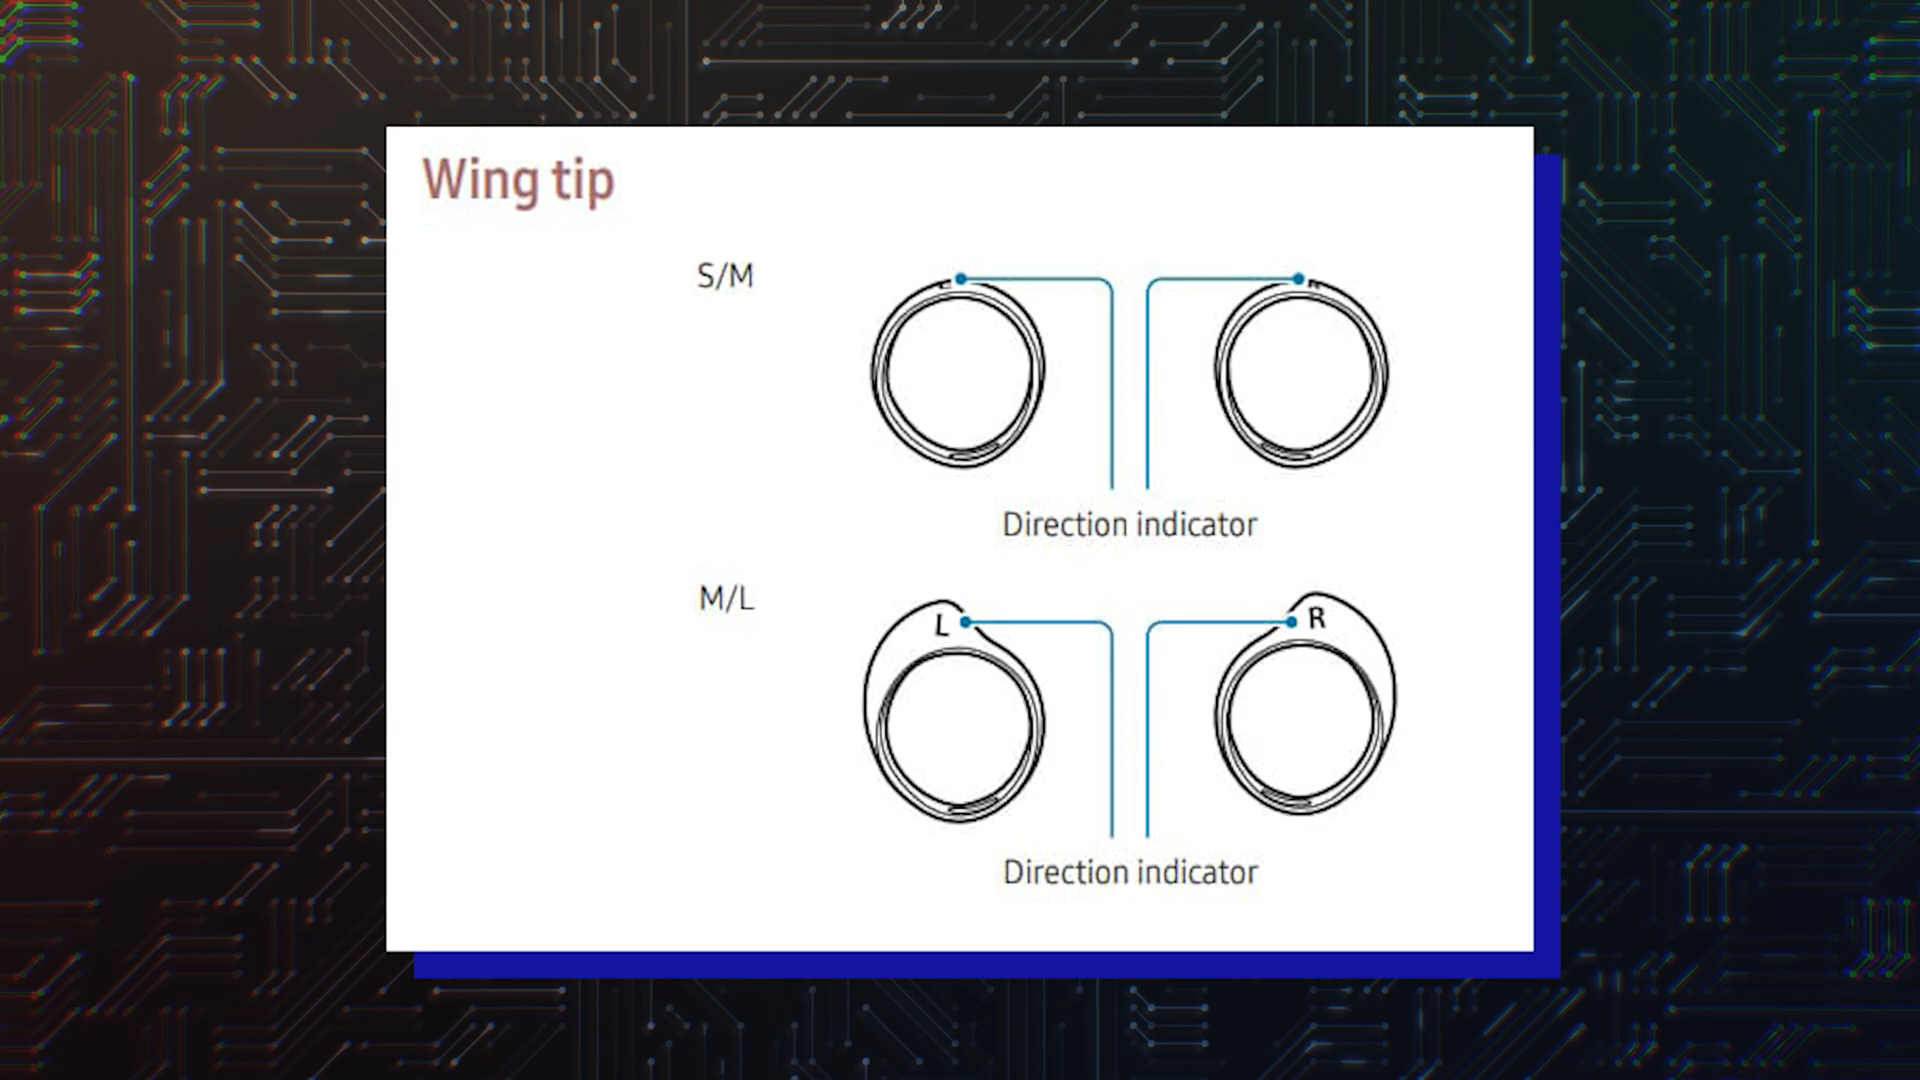 Wing tip
S/M
Direction indicator
M/L
L
R
Direction indicator